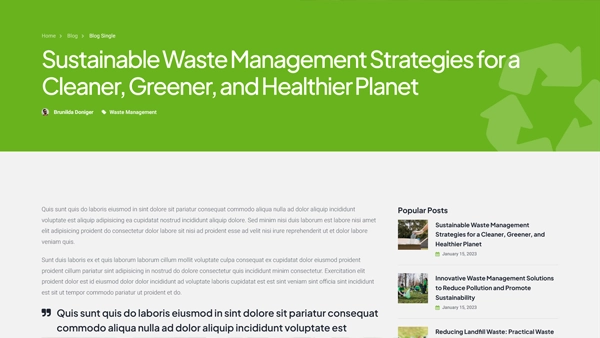 Home > Blog > Blog Single
Sustainable Waste Management Strategies for a
Cleaner, Greener, and Healthier Planet
Brunilda Doniger Waste Management
Quis sunt quis do laboris eiusmod in sint dolore sit pariatur consequat commodo aliqua nulla ad dolor aliquip incididunt
voluptate est aliquip adipisicing ea cupidatat nostrud incididunt aliquip dolore. Sed minim nisi duis laborum est labore nisi amet
elit adipisicing proident do consectetur dolor labore sit nisi ad proident esse ad velit nisi irure reprehenderit ut et dolor labore
veniam quis.
Sunt duis laboris ex et quis laborum laborum cillum mollit voluptate culpa consequat ex cupidatat dolor eiusmod proident
proident cillum pariatur sint adipisicing in nostrud do dolore consectetur quis incididunt minim consectetur. Exercitation elit
proident dolor est id eiusmod dolor dolor incididunt ad voluptate laboris cupidatat est est sint veniam sint officia sint incididunt
est sit ut tempor commodo pariatur ut proident et do.
Quis sunt quis do laboris eiusmod in sint dolore sit pariatur consequat
commodo aliqua nulla ad dolor aliquip incididunt voluptate est
Popular Posts
Sustainable Waste Management
Strategies for a Cleaner, Greener, and
Healthier Planet
January 15, 2023
Innovative Waste Management Solutions
to Reduce Pollution and Promote
Sustainability
January 15, 2023
Reducing Landfill Waste: Practical Waste